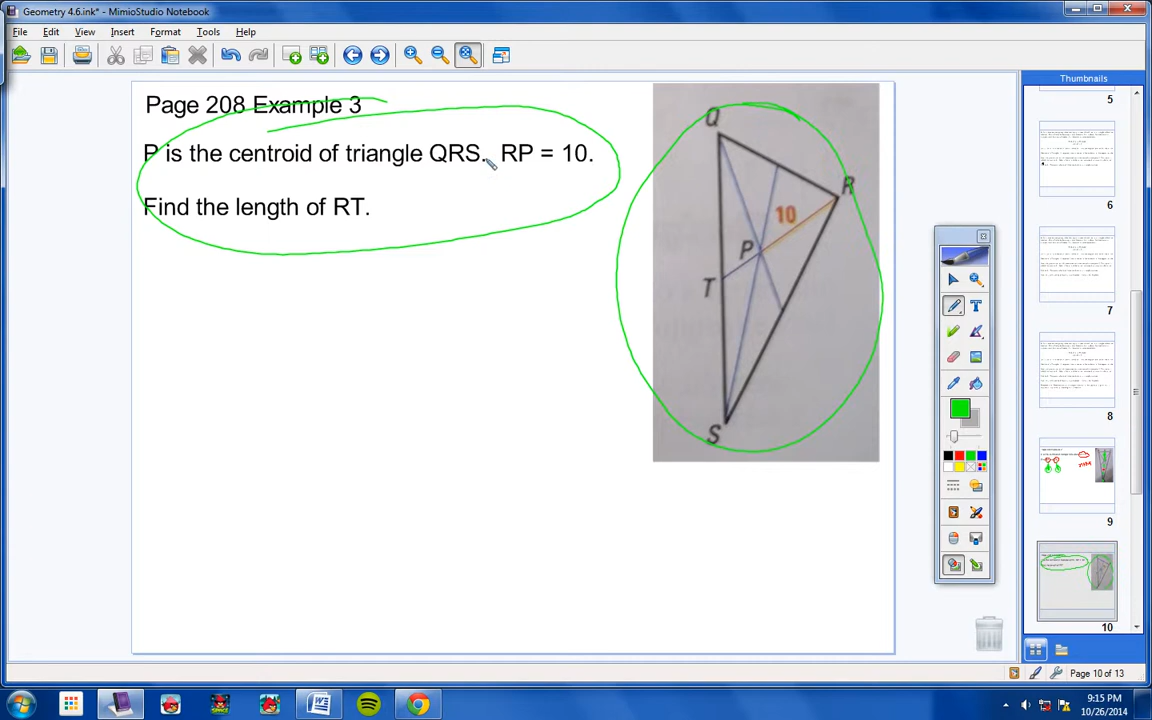 Geometry 4.6.ink* - MimioStudio Notebook
File Edit View Insert Format Tools Help
Thumbnails
Page 208 Example 3
P is the centroid of triangle QRS. RP = 10.
Find the length of RT.
Q
R
10
P
T
S
5
6
7
8
9
10
Page 10 of 13
9:15 PM
10/26/2014